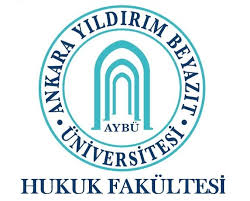 ANKARA YILDIRIM BEYAZIT
· ÜNİVERSİTESİ ·
AYBÜ
HUKUK FAKÜLTESİ